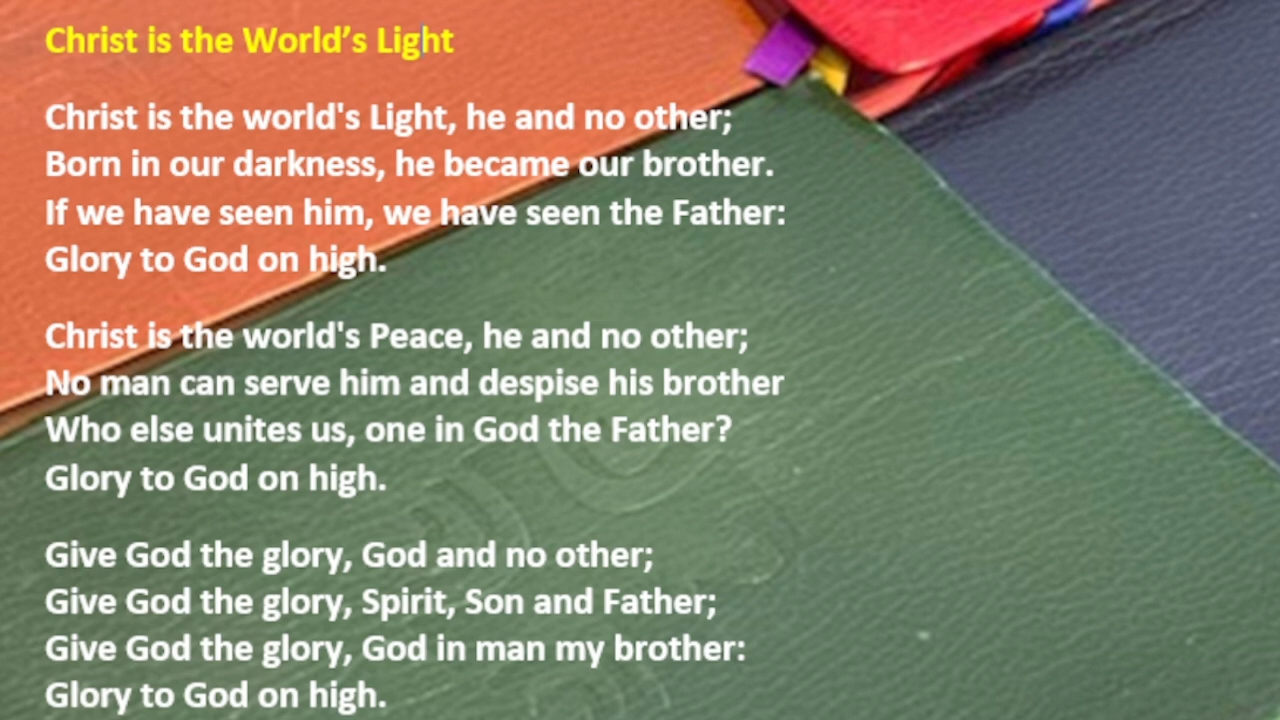 Christ is the World’s Light
Christ is the world's Light, he and no other;
Born in our darkness, he became our brother.
If we have seen him, we have seen the Father:
Glory to God on high.
Christ is the world's Peace, he and no other;
No man can serve him and despise his brother
Who else unites us, one in God the Father?
Glory to God on high.
Give God the glory, God and no other;
Give God the glory, Spirit, Son and Father;
Give God the glory, God in man my brother:
Glory to God on high.